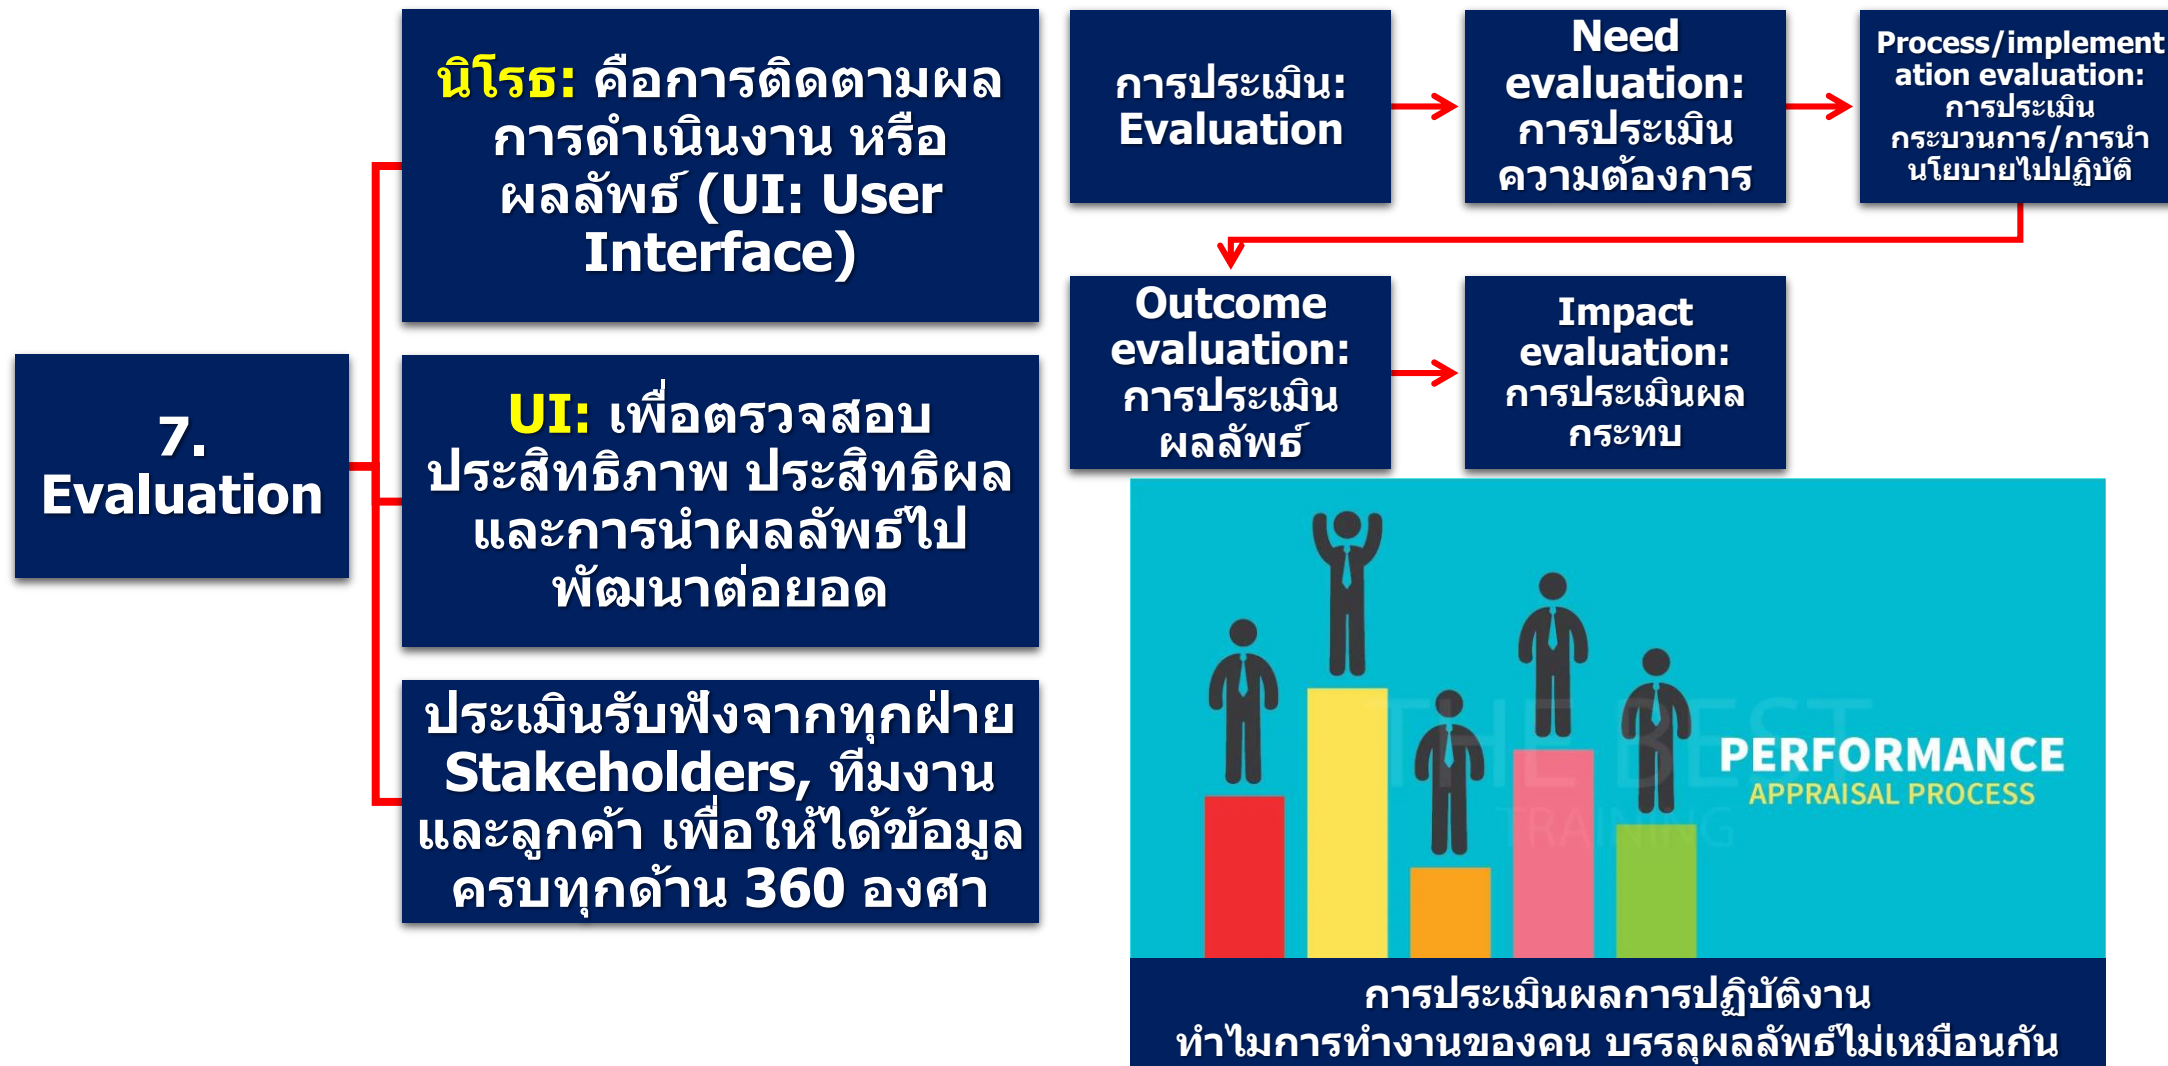 7.
Evaluation
นิโรธ: คือการติดตามผล
การดำเนินงาน หรือ
ผลลัพธ์ (UI: User
Interface)
UI: เพื่อตรวจสอบ
ประสิทธิภาพ ประสิทธิผล
และการนำผลลัพธ์ไป
พัฒนาต่อยอด
ประเมินรับฟังจากทุกฝ่าย
Stakeholders, ทีมงาน
และลูกค้า เพื่อให้ได้ข้อมูล
ครบทุกด้าน 360 องศา
การประเมิน:
Evaluation
Need
evaluation:
การประเมิน
ความต้องการ
Process/implement
ation evaluation:
การประเมิน
กระบวนการ/การนำ
นโยบายไปปฏิบัติ
Outcome
evaluation:
การประเมิน
ผลลัพธ์
Impact
evaluation:
การประเมินผล
กระทบ
THE BEST
TRAINING
PERFORMANCE
APPRAISAL PROCESS
การประเมินผลการปฏิบัติงาน
ทำไมการทำงานของคน บรรลุผลลัพธ์ไม่เหมือนกัน